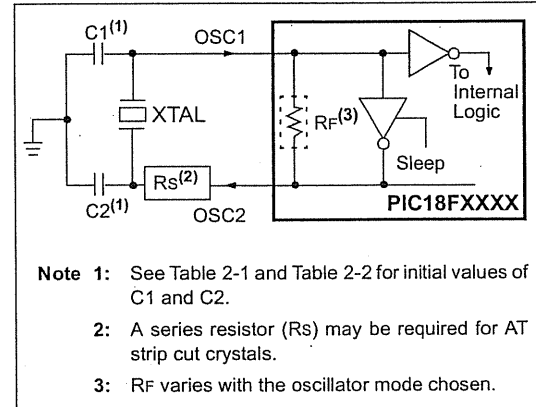 C1(1)
OSC1
To
Internal
Logic
XTAL
RF(3)
Sleep
Rs(2)
C2(1)
OSC2
PIC18FXXXX
Note 1: See Table 2-1 and Table 2-2 for initial values of
C1 and C2.
2: A series resistor (Rs) may be required for AT
strip cut crystals.
3: RF varies with the oscillator mode chosen.